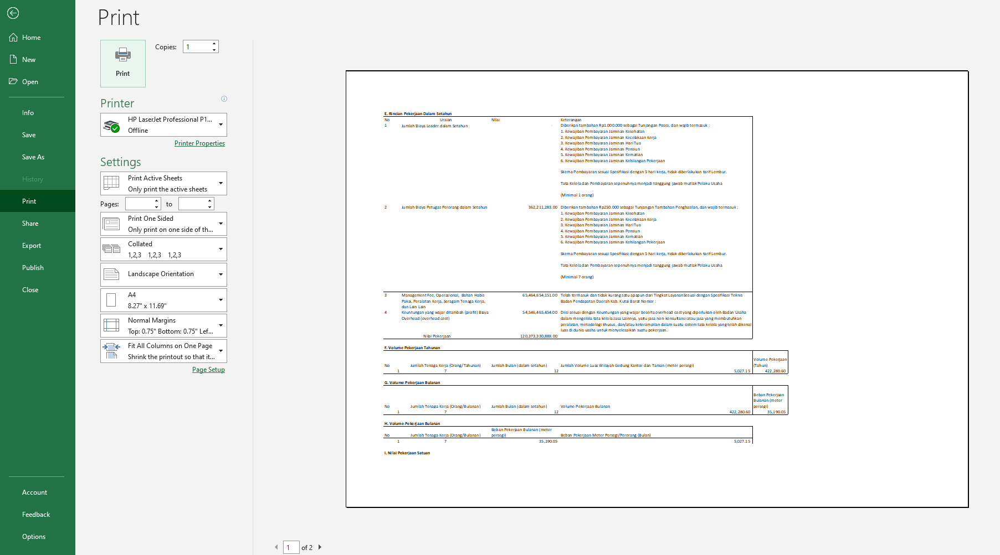 Print
Home
New
Open
Info
Save
Save As
History
Print
Share
Export
Publish
Close
Account
Feedback
Options
Print
Copies: 1
Printer
HP LaserJet Professional P1...
Offline
Printer Properties
Settings
Print Active Sheets
Only print the active sheets
Pages: to
Print One Sided
Only print on one side of th...
Collated
1,2,3 1,2,3 1,2,3
Landscape Orientation
A4
8.27" x 11.69"
Normal Margins
Top: 0.75" Bottom: 0.75" Lef...
Fit All Columns on One Page
Shrink the printout so that it...
Page Setup
E. Rincian Pekerjaan Dalam Setahun
No Uraian Nilai Keterangan
1 Jumlah Biaya Leader dalam Setahun - Diberikan tambahan Rp1.000.000 sebagai Tunjangan Posisi, dan wajib termasuk :
1. Kewajiban Pembayaran Jaminan Kesehatan
2. Kewajiban Pembayaran Jaminan Kecelakaan Kerja
3. Kewajiban Pembayaran Jaminan Hari Tua
4. Kewajiban Pembayaran Jaminan Pensiun
5. Kewajiban Pembayaran Jaminan Kematian
6. Kewajiban Pembayaran Jaminan Kehilangan Pekerjaan
Skema Pembayaran sesuai Spesifikasi dengan 5 hari kerja, tidak diberlakukan tarif Lembur.
Tata Kelola dan Pembayaran sepenuhnya menjadi tanggung-jawab mutlak Pelaku Usaha
(Minimal 1 orang)
2 Jumlah Biaya Petugas Perorang dalam Setahun 362,211,283.00 Diberikan tambahan Rp250.000 sebagai Tunjangan Tambahan Penghasilan, dan wajib termasuk :
1. Kewajiban Pembayaran Jaminan Kesehatan
2. Kewajiban Pembayaran Jaminan Kecelakaan Kerja
3. Kewajiban Pembayaran Jaminan Hari Tua
4. Kewajiban Pembayaran Jaminan Pensiun
5. Kewajiban Pembayaran Jaminan Kematian
6. Kewajiban Pembayaran Jaminan Kehilangan Pekerjaan
Skema Pembayaran sesuai Spesifikasi dengan 5 hari kerja, tidak diberlakukan tarif Lembur.
Tata Kelola dan Pembayaran sepenuhnya menjadi tanggung-jawab mutlak Pelaku Usaha
(Minimal 7 orang)
3 Management Fee, Operasional, Bahan Habis 65,464,654,151.00 Telah termasuk dan tidak kurang satu apapun dari Tingkat Layanan Sesuai dengan Spesifikasi Teknis
Pakai, Peralatan Kerja, Seragam Tenaga Kerja, Badan Pendapatan Daerah Kab. Kutai Barat Nomor :
dan Lain-Lain
4 Keuntungan yang wajar ditambah (profit) Biaya 54,546,465,454.00 Diisi sesuai dengan Keuntungan yang wajar beserta overhead cost yang diperlukan oleh Badan Usaha
Overhead (overhead cost) dalam mengelola tata kelola Jasa Lainnya, yaitu jasa non-konsultansi atau jasa yang membutuhkan
peralatan, metodologi khusus, dan/atau keterampilan dalam suatu sistem tata kelola yang telah dikenal
luas di dunia usaha untuk menyelesaikan suatu pekerjaan.
Nilai Pekerjaan 120,373,330,888.00
F. Volume Pekerjaan Tahunan
Volume Pekerjaan
No Jumlah Tenaga Kerja (Orang/Tahunan) Jumlah Bulan (dalam setahun) Jumlah Volume Luas Wilayah Gedung Kantor dan Taman (meter persegi) (Tahun)
1 7 12 5,027.15 422,280.60
G. Volume Pekerjaan Bulanan
Beban Pekerjaan
Bulanan (meter
No Jumlah Tenaga Kerja (Orang/Bulanan) Jumlah Bulan (dalam setahun) Volume Pekerjaan Bulanan persegi)
1 7 12 422,280.60 35,190.05
H. Volume Pekerjaan Bulanan
Beban Pekerjaan Bulanan (meter
No Jumlah Tenaga Kerja (Orang/Bulanan) persegi) Beban Pekerjaan Meter Persegi/Perorang (Bulan)
1 7 35,190.05 5,027.15
I. Nilai Pekerjaan Satuan
1 of 2